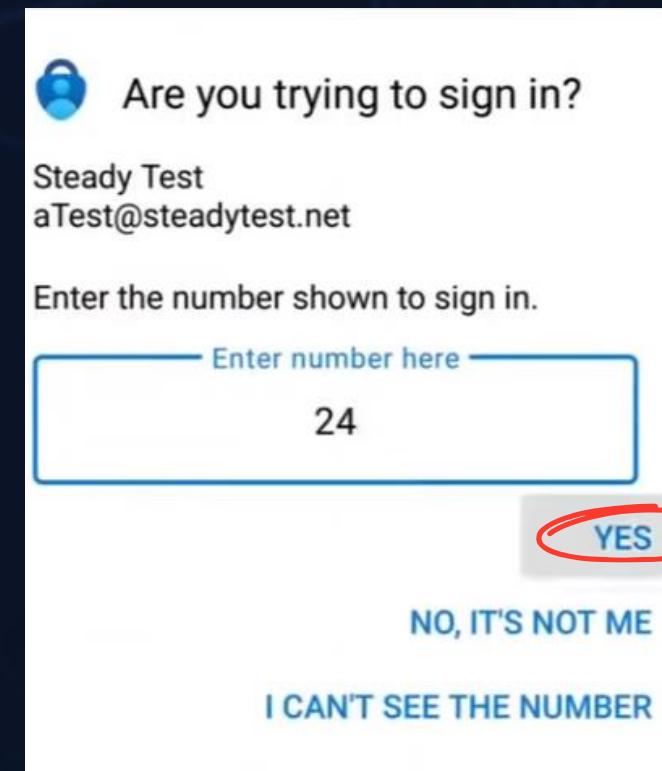 Are you trying to sign in?
Steady Test
aTest@steadytest.net
Enter the number shown to sign in.
Enter number here
24
YES
NO, IT'S NOT ME
I CAN'T SEE THE NUMBER